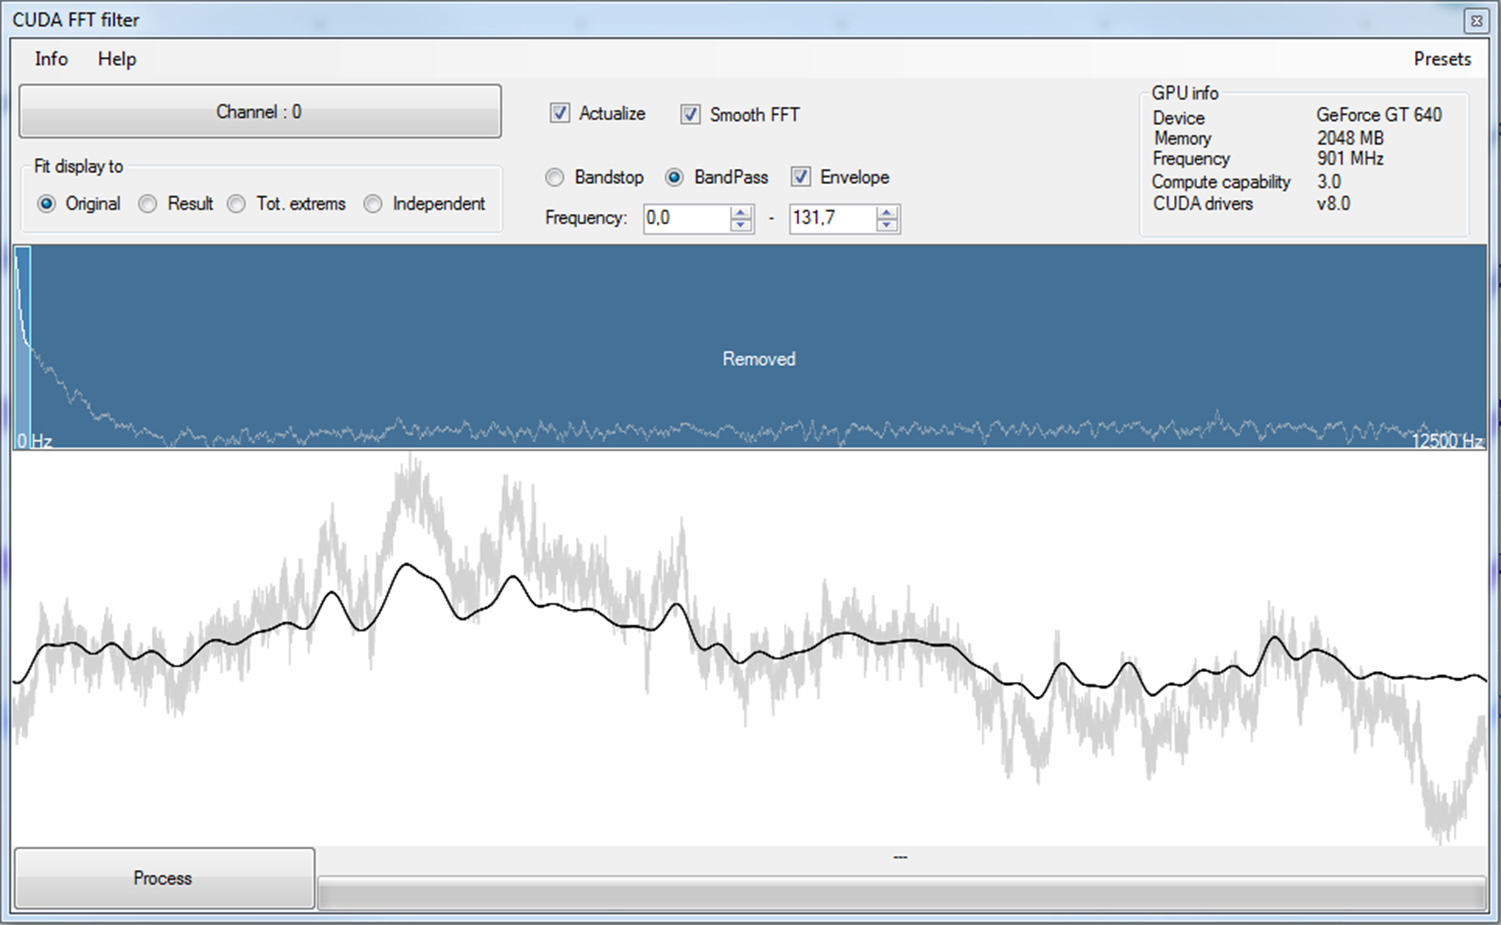 CUDA FFT filter
Info Help Presets
Channel : 0
Actualize Smooth FFT
GPU info
Device GeForce GT 640
Memory 2048 MB
Frequency 901 MHz
Compute capability 3.0
CUDA drivers v8.0
Fit display to
Original Result Tot. extrems Independent
Bandstop BandPass Envelope
Frequency: 0,0 - 131,7
Removed
0 Hz 12500 Hz
---
Process